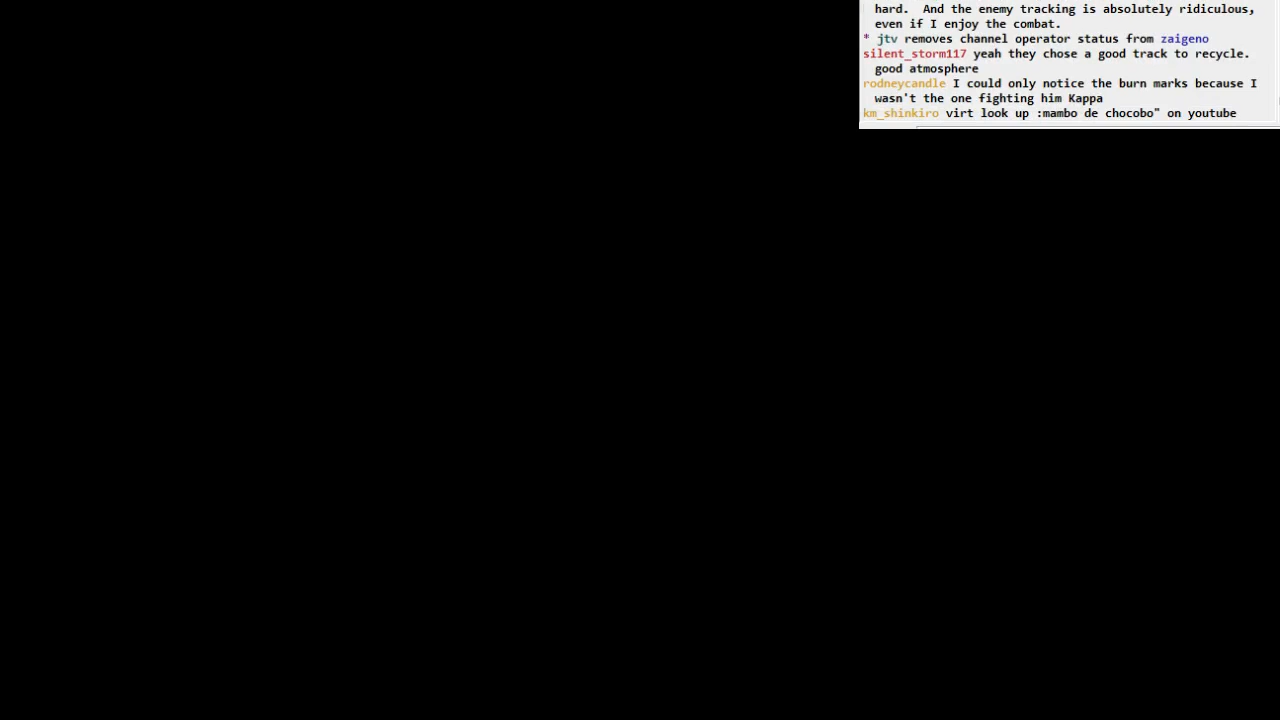 hard.  And the enemy tracking is absolutely ridiculous,
even if I enjoy the combat.
* jtv removes channel operator status from zaigeno
silent_storm117 yeah they chose a good track to recycle.
good atmosphere
rodneycandle I could only notice the burn marks because I
wasn't the one fighting him Kappa
km_shinkiro virt look up :mambo de chocobo" on youtube